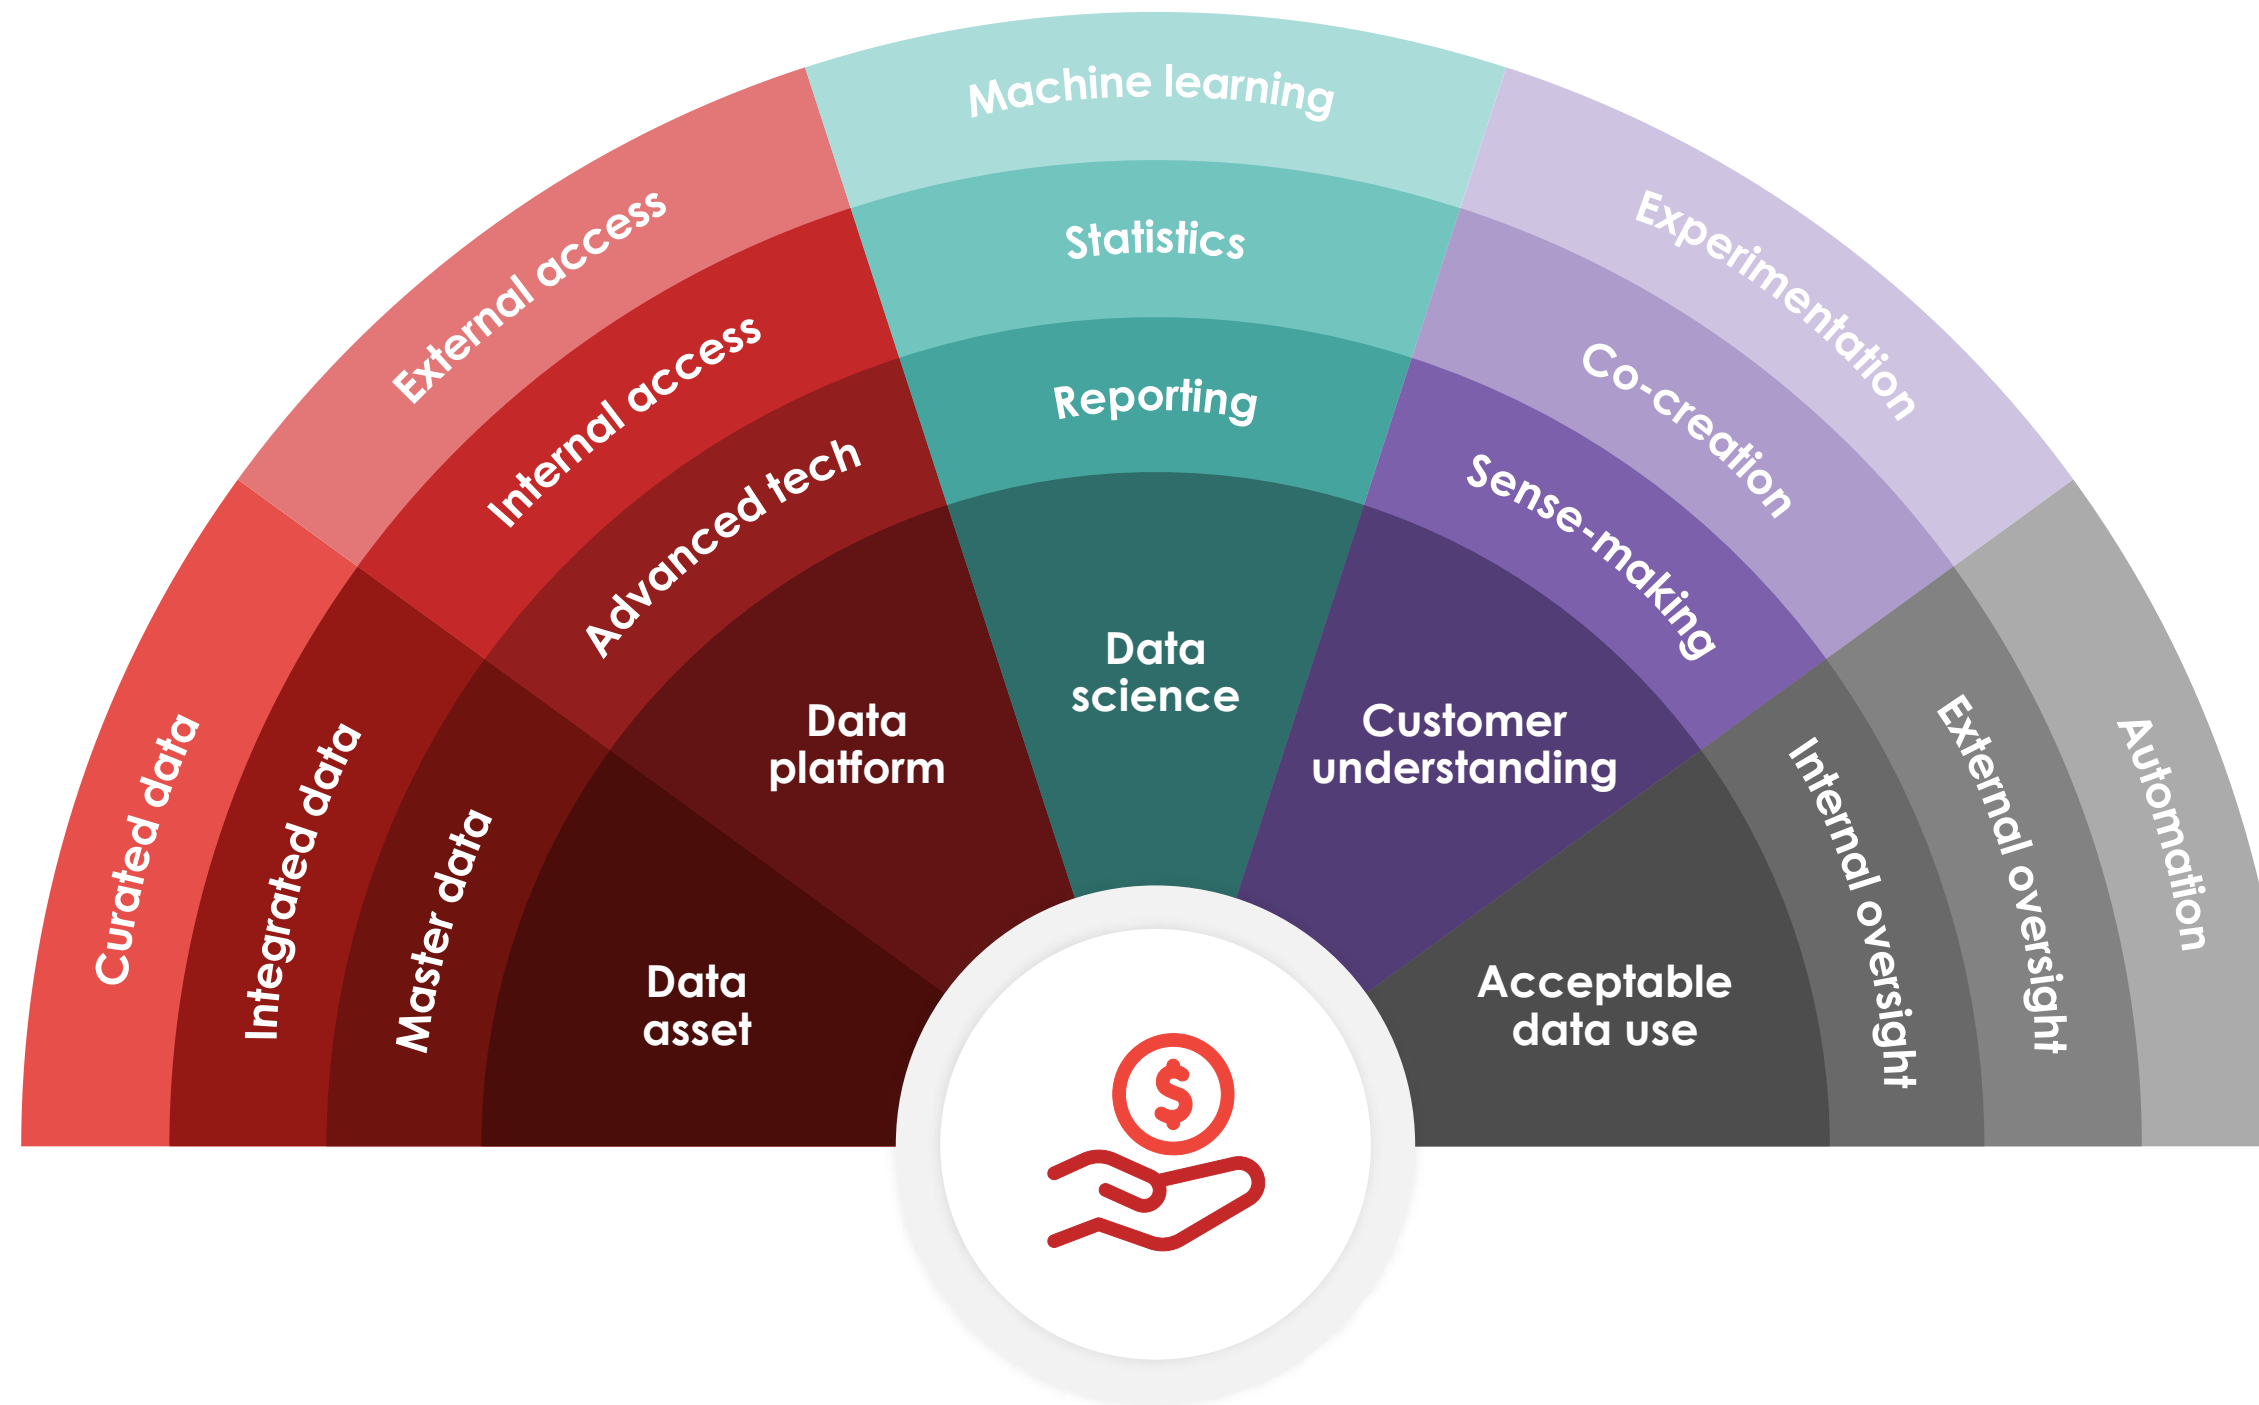 Machine learning
Statistics
Reporting
Data
science
External access
Internal access
Advanced tech
Data
platform
Experimentation
Co-creation
Sense-making
Customer
understanding
Curated data
Integrated data
Master data
Data
asset
Acceptable
data use
Internal oversight
External oversight
Automation
$